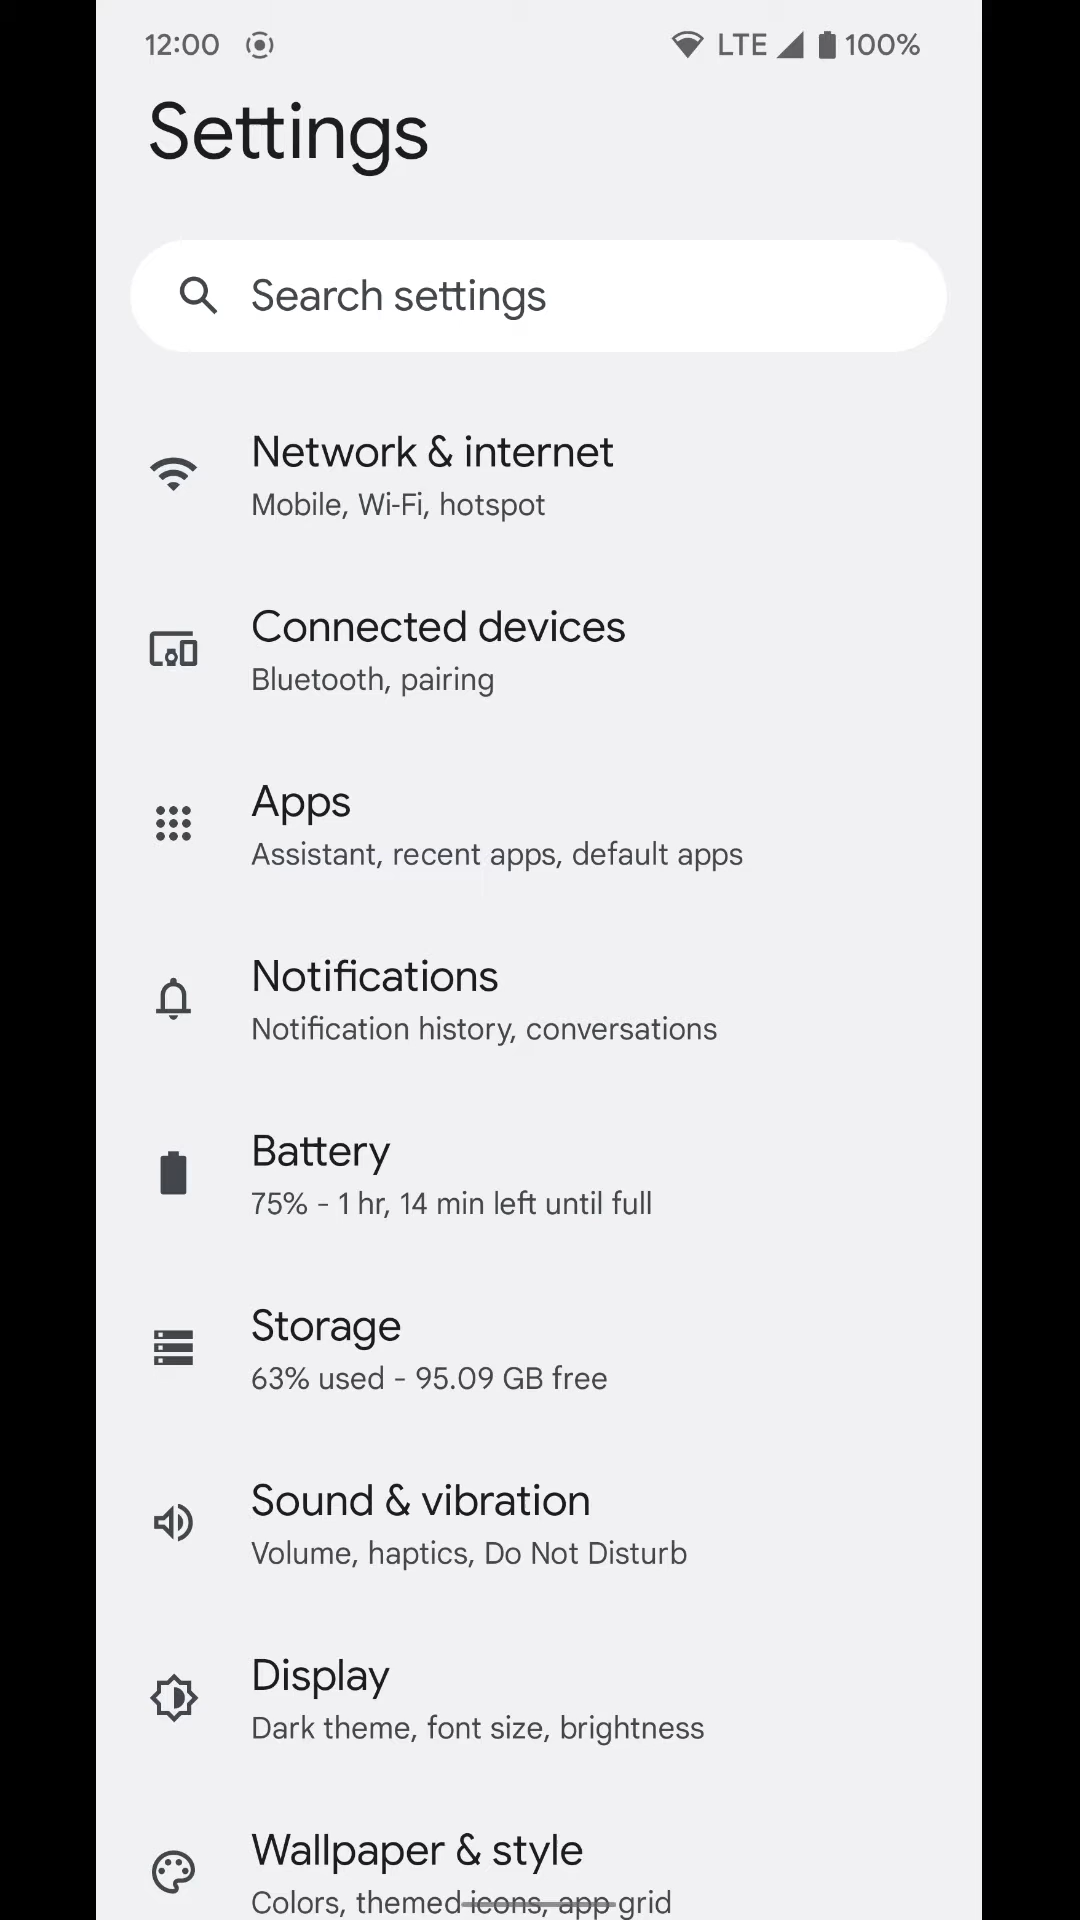 12:00 LTE 100%
Settings
Search settings
Network & internet
Mobile, Wi-Fi, hotspot
Connected devices
Bluetooth, pairing
Apps
Assistant, recent apps, default apps
Notifications
Notification history, conversations
Battery
75% - 1 hr, 14 min left until full
Storage
63% used - 95.09 GB free
Sound & vibration
Volume, haptics, Do Not Disturb
Display
Dark theme, font size, brightness
Wallpaper & style
Colors, themed icons, app grid